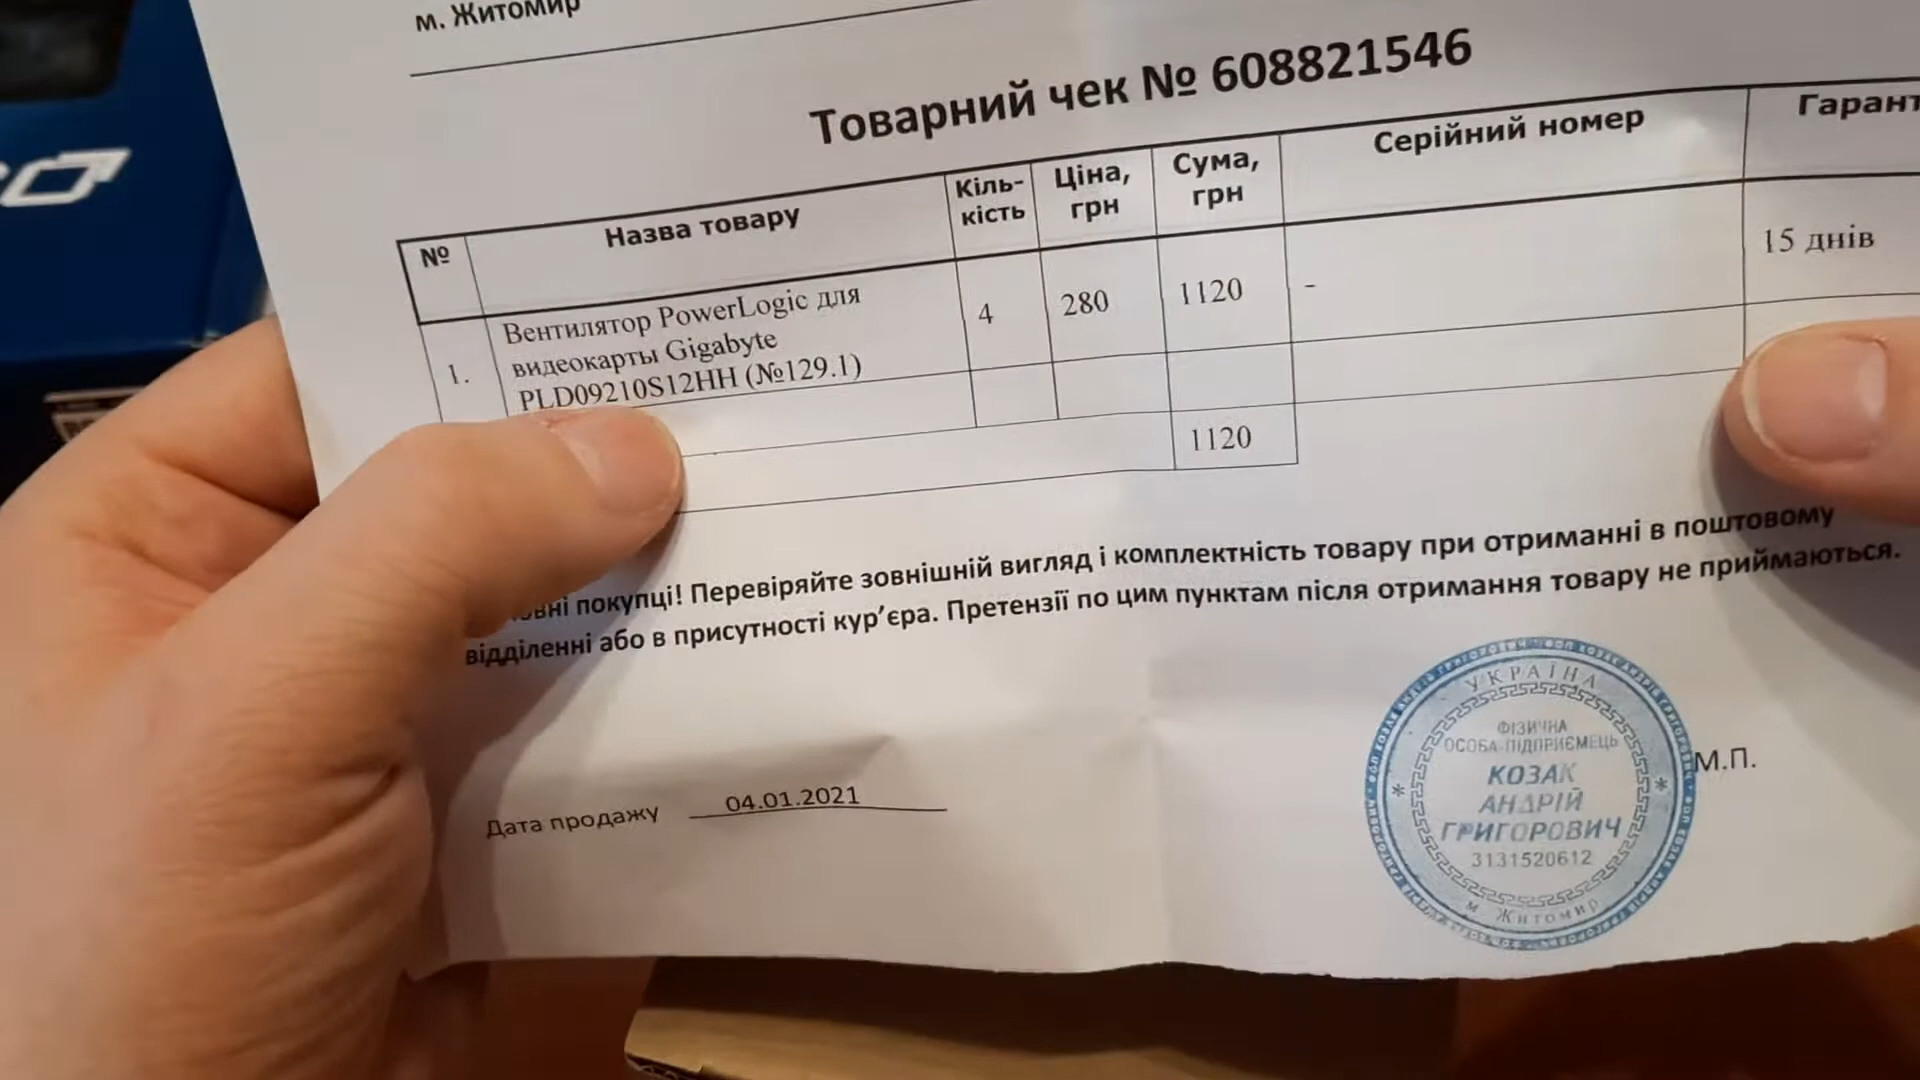 м. Житомир
Товарний чек № 608821546
№ Назва товару Кіль-кість Ціна, грн Сума, грн Серійний номер Гарант
1. Вентилятор PowerLogic для
видеокарты Gigabyte
PLD09210S12HH (№129.1) 4 280 1120 - 15 днів
1120
вні покупці! Перевіряйте зовнішній вигляд і комплектність товару при отриманні в поштовому
відділенні або в присутності кур’єра. Претензії по цим пунктам після отримання товару не приймаються.
Дата продажу 04.01.2021
УКРАЇНА
ФІЗИЧНА
ОСОБА-ПІДПРИЄМЕЦЬ
КОЗАК
АНДРІЙ
ГРИГОРОВИЧ
3131520612
м Житомир
М.П.